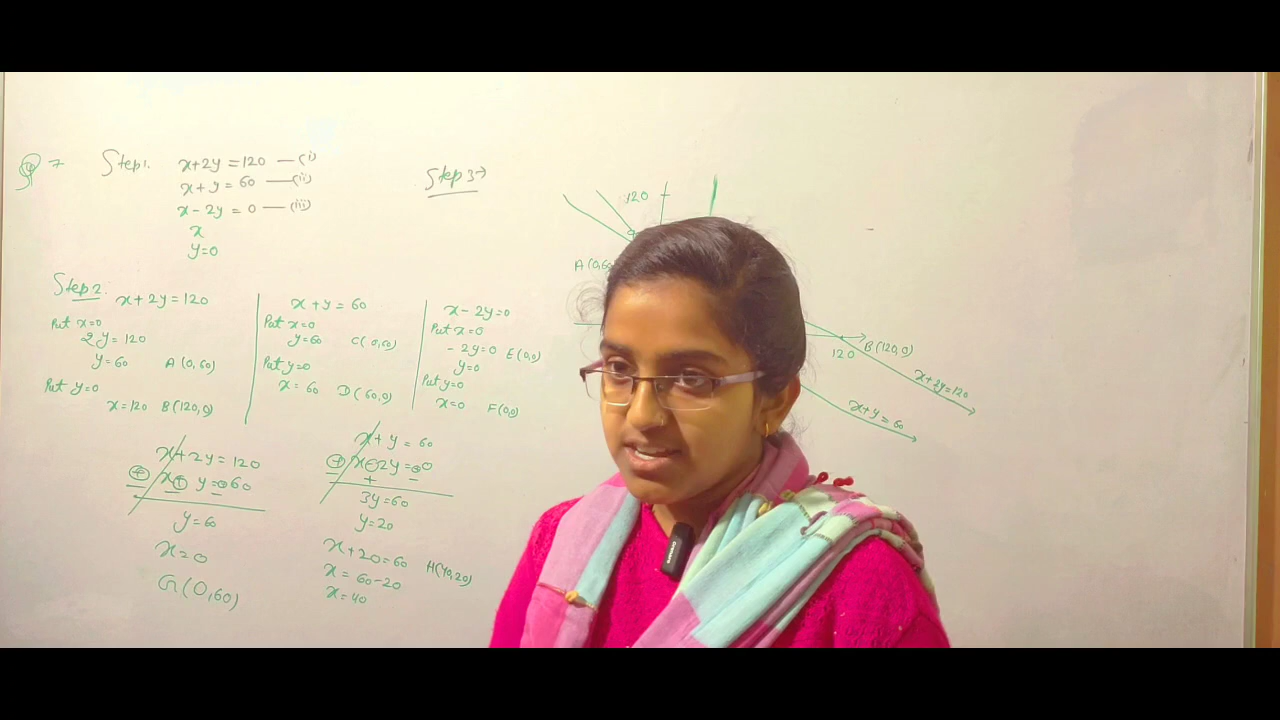 Q 7
Step1. x+2y = 120 —(i)
x+y = 60 —(ii)
x-2y = 0 —(iii)
x
y=0
Step 2.
x+2y=120
Put x=0
2y=120
y=60 A(0,60)
Put y=0
x=120 B(120,0)
x+y=60
Put x=0
y=60 C(0,60)
Put y=0
x=60 D(60,0)
x-2y=0
Put x=0
-2y=0 E(0,0)
y=0
Put y=0
x=0 F(0,0)
x+2y=120
x+y=60
y=60
x=0
G(0,60)
x+y=60
x-2y=0
3y=60
y=20
x+20=60 H(40,20)
x=60-20
x=40
Step 3→
120
A(0,60
120 B(120,0)
x+2y=120
x+y=60